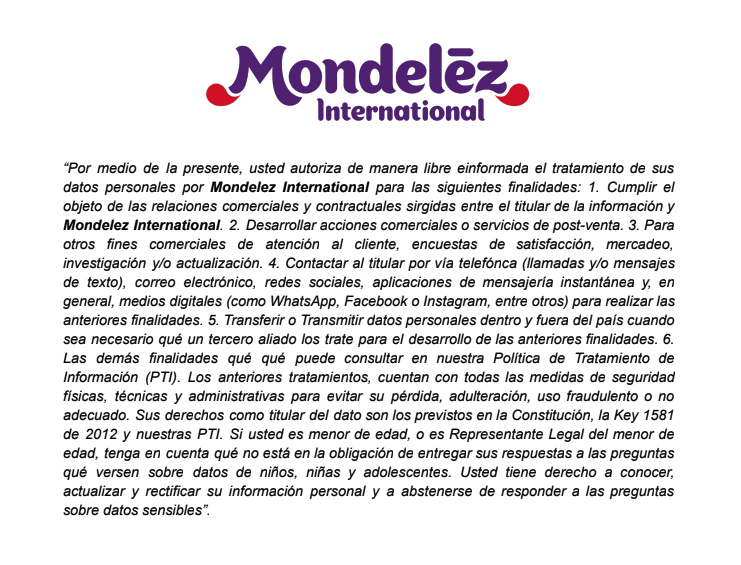 Mondelēz
International
“Por medio de la presente, usted autoriza de manera libre einformada el tratamiento de sus
datos personales por Mondelez International para las siguientes finalidades: 1. Cumplir el
objeto de las relaciones comerciales y contractuales sirgidas entre el titular de la información y
Mondelez International. 2. Desarrollar acciones comerciales o servicios de post-venta. 3. Para
otros fines comerciales de atención al cliente, encuestas de satisfacción, mercadeo,
investigación y/o actualización. 4. Contactar al titular por vía telefónca (llamadas y/o mensajes
de texto), correo electrónico, redes sociales, aplicaciones de mensajería instantánea y, en
general, medios digitales (como WhatsApp, Facebook o Instagram, entre otros) para realizar las
anteriores finalidades. 5. Transferir o Transmitir datos personales dentro y fuera del país cuando
sea necesario qué un tercero aliado los trate para el desarrollo de las anteriores finalidades. 6.
Las demás finalidades qué qué puede consultar en nuestra Política de Tratamiento de
Información (PTI). Los anteriores tratamientos, cuentan con todas las medidas de seguridad
físicas, técnicas y administrativas para evitar su pérdida, adulteración, uso fraudulento o no
adecuado. Sus derechos como titular del dato son los previstos en la Constitución, la Key 1581
de 2012 y nuestras PTI. Si usted es menor de edad, o es Representante Legal del menor de
edad, tenga en cuenta qué no está en la obligación de entregar sus respuestas a las preguntas
qué versen sobre datos de niños, niñas y adolescentes. Usted tiene derecho a conocer,
actualizar y rectificar su información personal y a abstenerse de responder a las preguntas
sobre datos sensibles”.